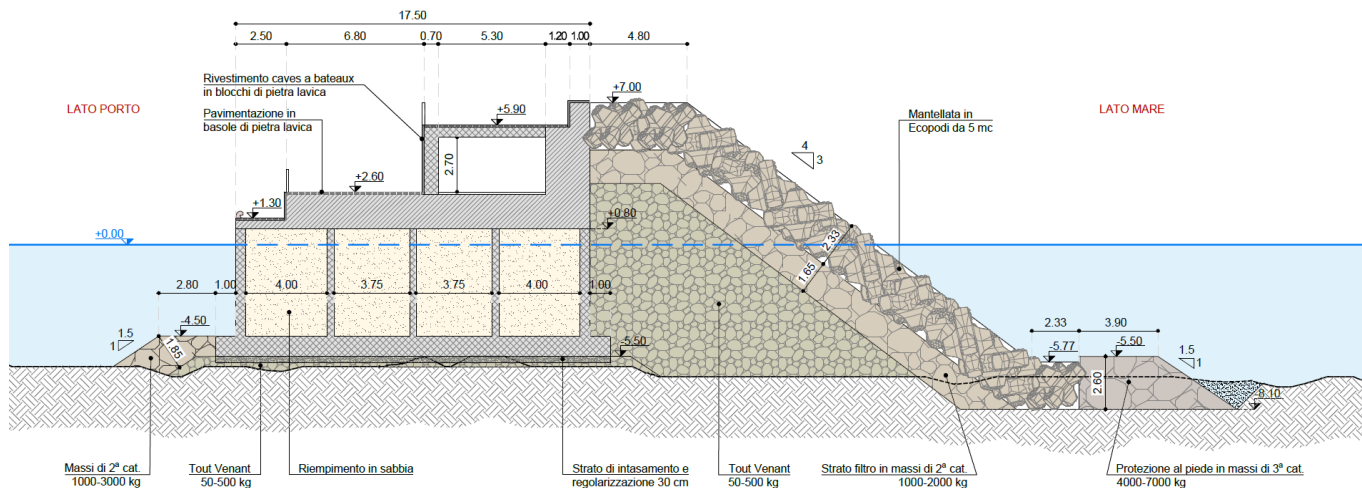 17.50
2.50 6.80 0.70 5.30 1.20 1.00 4.80
Rivestimento caves a bateaux
in blocchi di pietra lavica
LATO PORTO
Pavimentazione in
basole di pietra lavica
+7.00
+5.90
LATO MARE
Mantellata in
Ecopodi da 5 mc
4
3
2.70
+2.60
+1.30
+0.80
+0.00
2.33
1.65
2.80 1.00 4.00 3.75 3.75 4.00 1.00
-4.50
1.5
1
1.85
-5.50
2.33 3.90
-5.77
-5.50
1.5
1
2.60
-8.10
Massi di 2ª cat.
1000-3000 kg
Tout Venant
50-500 kg
Riempimento in sabbia
Strato di intasamento e
regolarizzazione 30 cm
Tout Venant
50-500 kg
Strato filtro in massi di 2ª cat.
1000-2000 kg
Protezione al piede in massi di 3ª cat.
4000-7000 kg